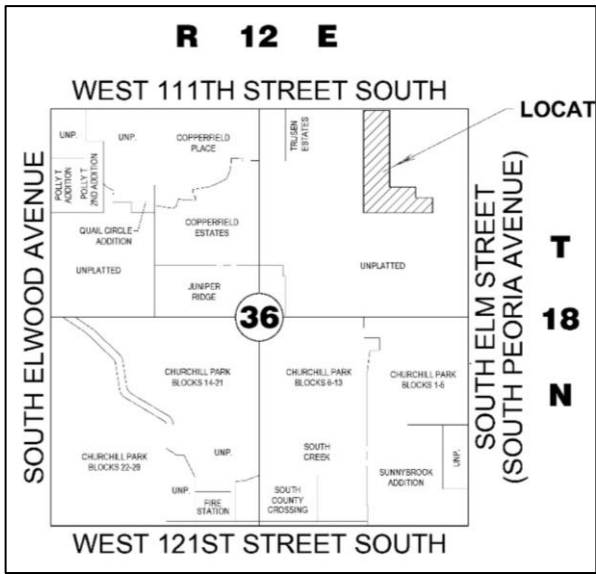 R 12 E
WEST 111TH STREET SOUTH
LOCAT
UNP.
UNP.
COPPERFIELD
PLACE
TRUSEN
ESTATES
POLLY T.
ADDITION
POLLY T.
2ND ADDITION
QUAIL CIRCLE
ADDITION
COPPERFIELD
ESTATES
UNPLATTED
JUNIPER
RIDGE
UNPLATTED
36
SOUTH ELWOOD AVENUE
SOUTH ELM STREET
(SOUTH PEORIA AVENUE)
T
18
N
CHURCHILL PARK
BLOCKS 14-21
CHURCHILL PARK
BLOCKS 6-13
CHURCHILL PARK
BLOCKS 1-5
CHURCHILL PARK
BLOCKS 22-29
UNP.
SOUTH
CREEK
UNP.
SUNNYBROOK
ADDITION
UNP.
FIRE
STATION
SOUTH
COUNTY
CROSSING
WEST 121ST STREET SOUTH